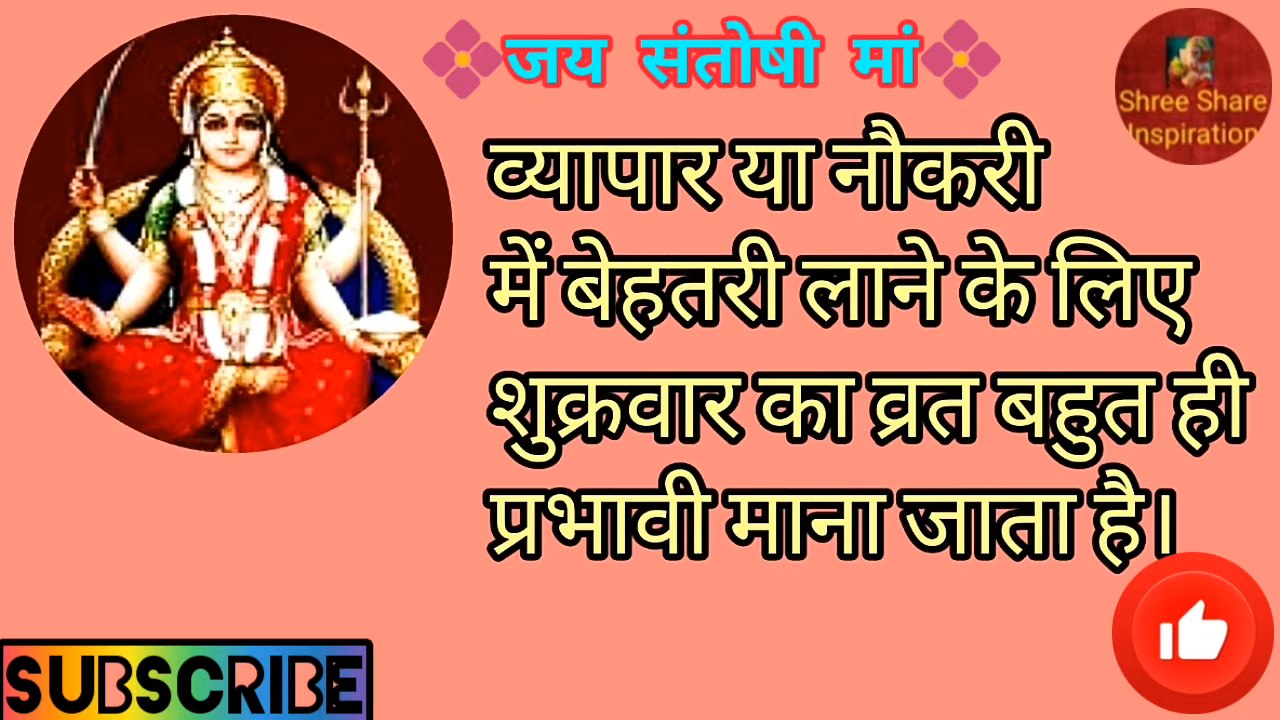 जय संतोषी मां
Shree Share
Inspiration
व्यापार या नौकरी
में बेहतरी लाने के लिए
शुक्रवार का व्रत बहुत ही
प्रभावी माना जाता है।
SUBSCRIBE